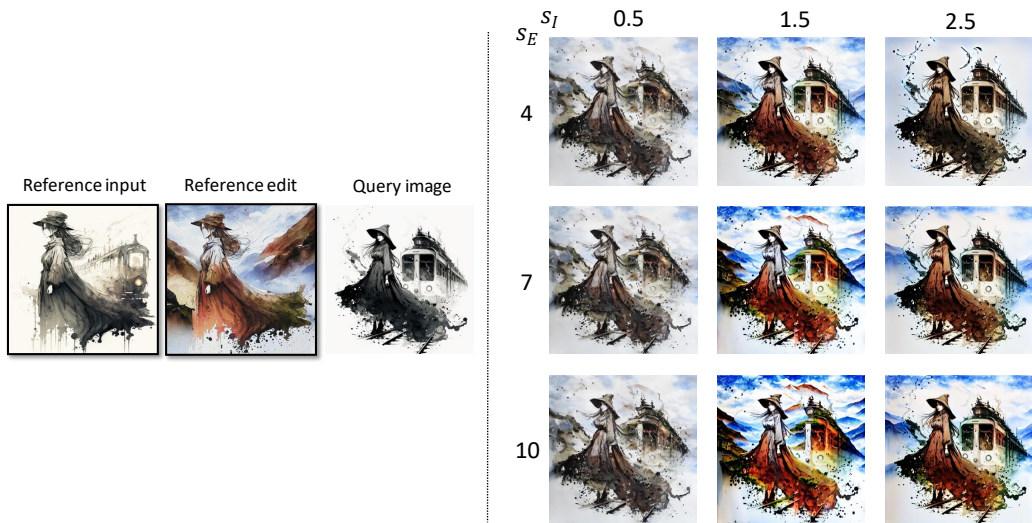 Reference input
Reference edit
Query image
s_I 0.5 1.5 2.5
s_E
4
7
10